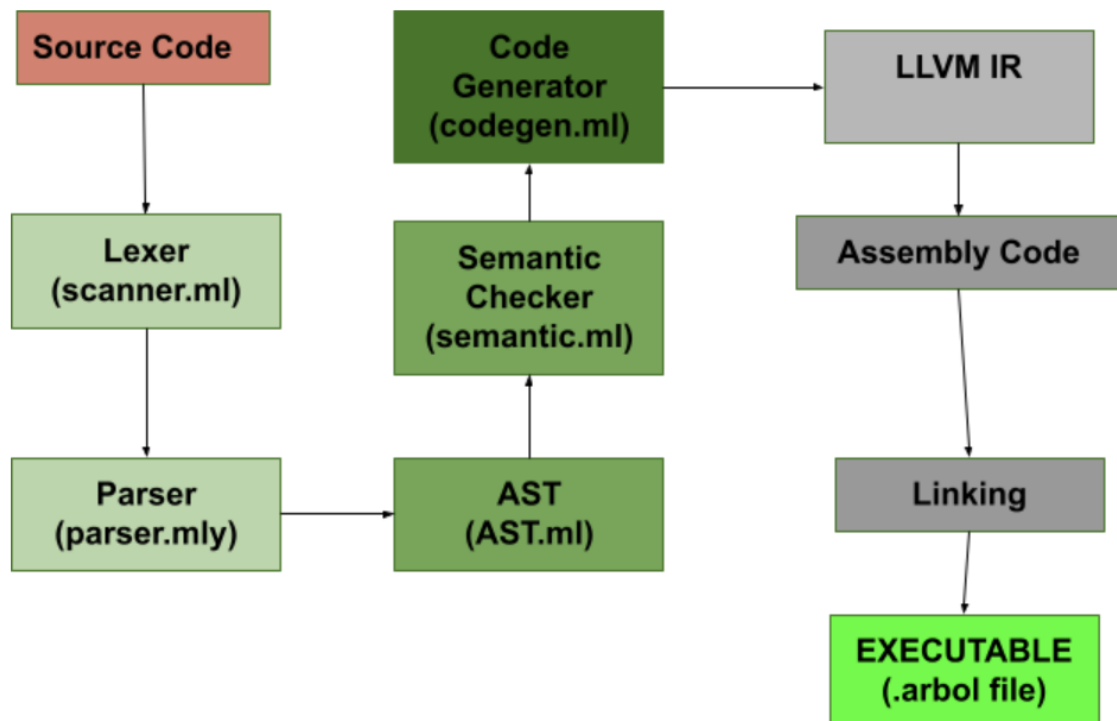 Source Code
Lexer
(scanner.ml)
Parser
(parser.mly)
AST
(AST.ml)
Semantic
Checker
(semantic.ml)
Code
Generator
(codegen.ml)
LLVM IR
Assembly Code
Linking
EXECUTABLE
(.arbol file)